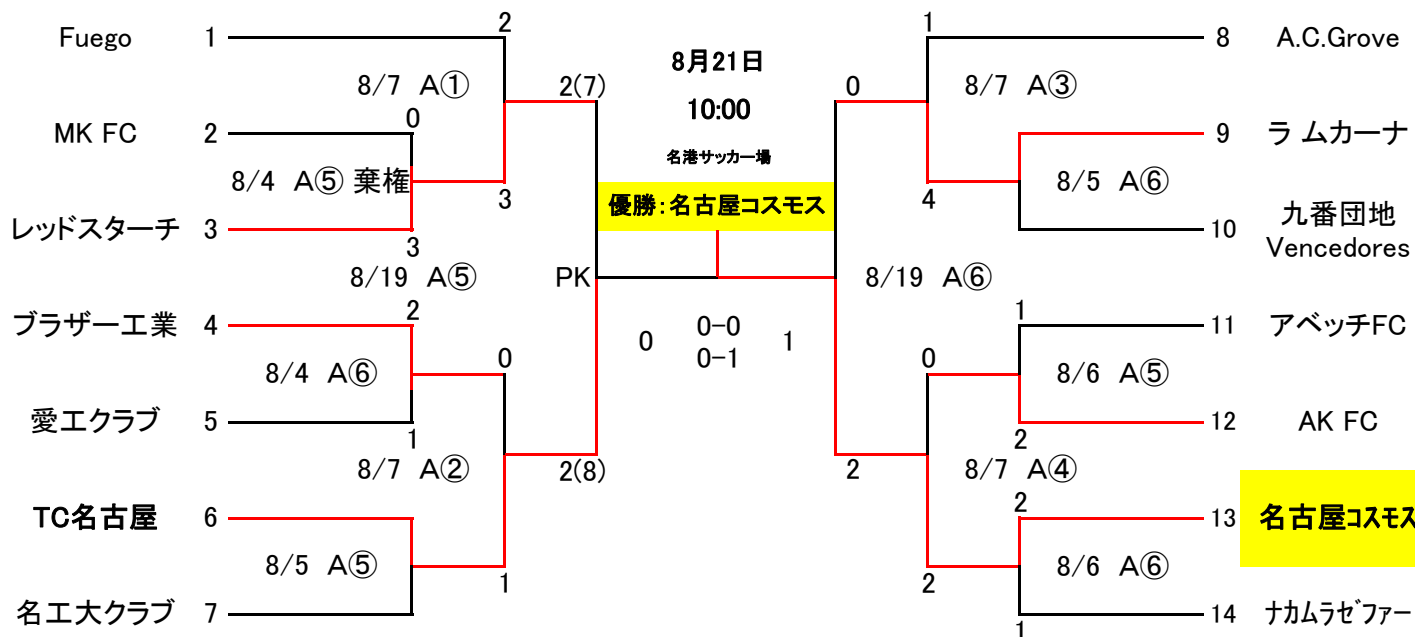 Fuego 1
2
8/7 A①
MK FC 2
0
8/4 A⑤ 棄権
レッドスターチ 3
3
3
2(7)
8/19 A⑤
PK
ブラザー工業 4
2
8/4 A⑥
0
愛工クラブ 5
1
8/7 A②
2(8)
TC名古屋 6
8/5 A⑤
1
名工大クラブ 7
8月21日
10:00
名港サッカー場
優勝:名古屋コスモス
0 0-0 1
0-1
1
8 A.C.Grove
0
8/7 A③
9 ラ ムカーナ
8/5 A⑥
4
10 九番団地
Vencedores
8/19 A⑥
1
11 アベッチFC
0
8/6 A⑤
12 AK FC
2
2
8/7 A④
2
13 名古屋ｺｽﾓｽ
8/6 A⑥
2
14 ﾅｶﾑﾗｾﾞﾌｧｰ
1